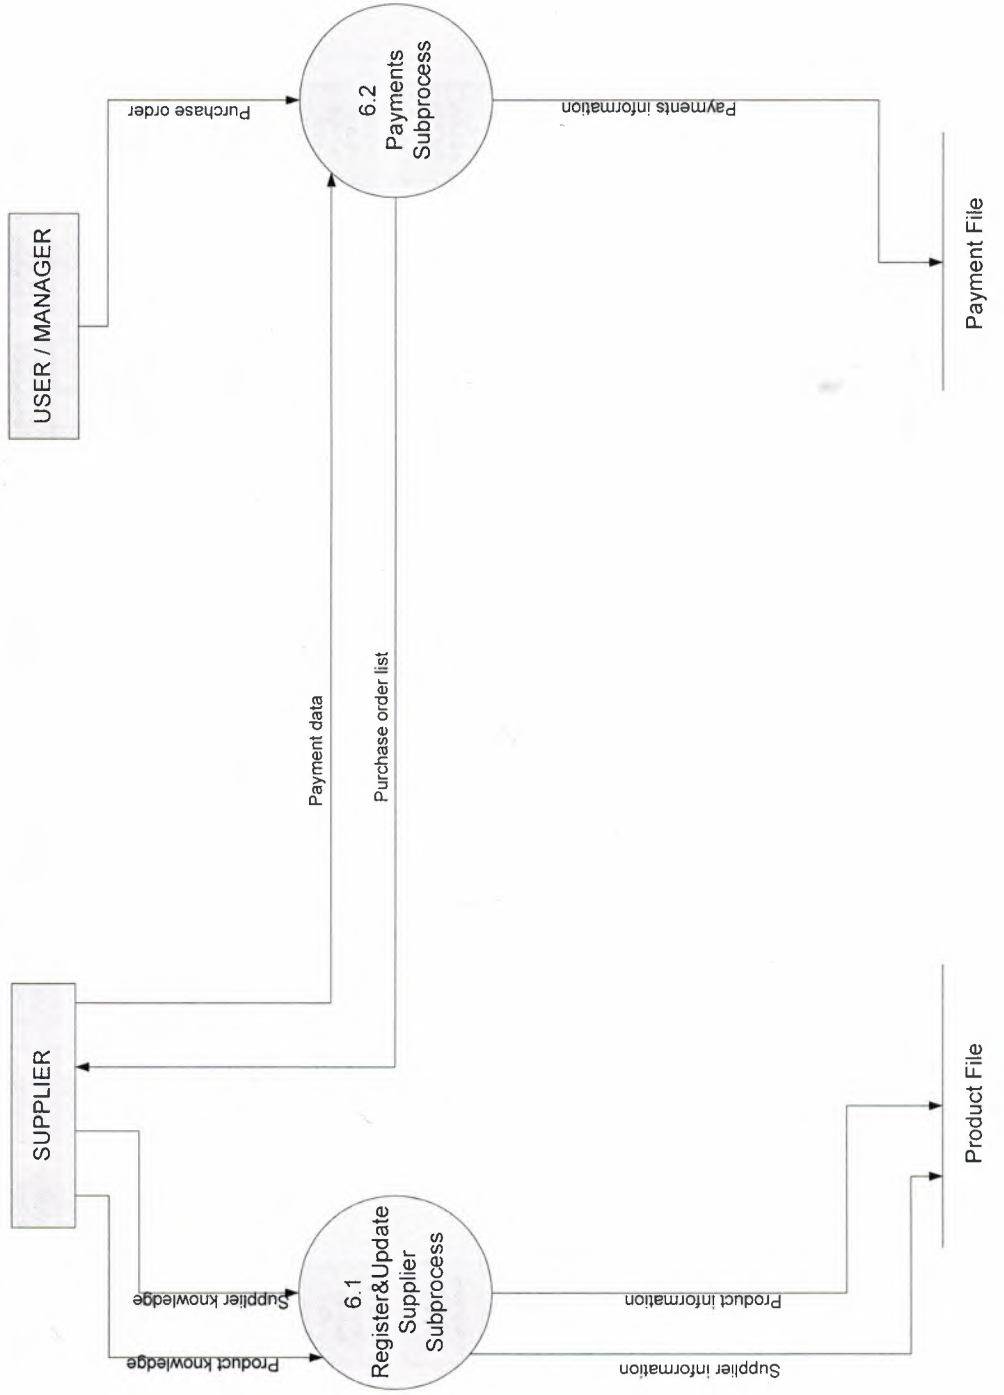 SUPPLIER
USER / MANAGER
Product knowledge
Supplier knowledge
Payment data
Purchase order list
Purchase order
6.1
Register&Update
Supplier
Subprocess
6.2
Payments
Subprocess
Supplier information
Product information
Payments information
Product File
Payment File